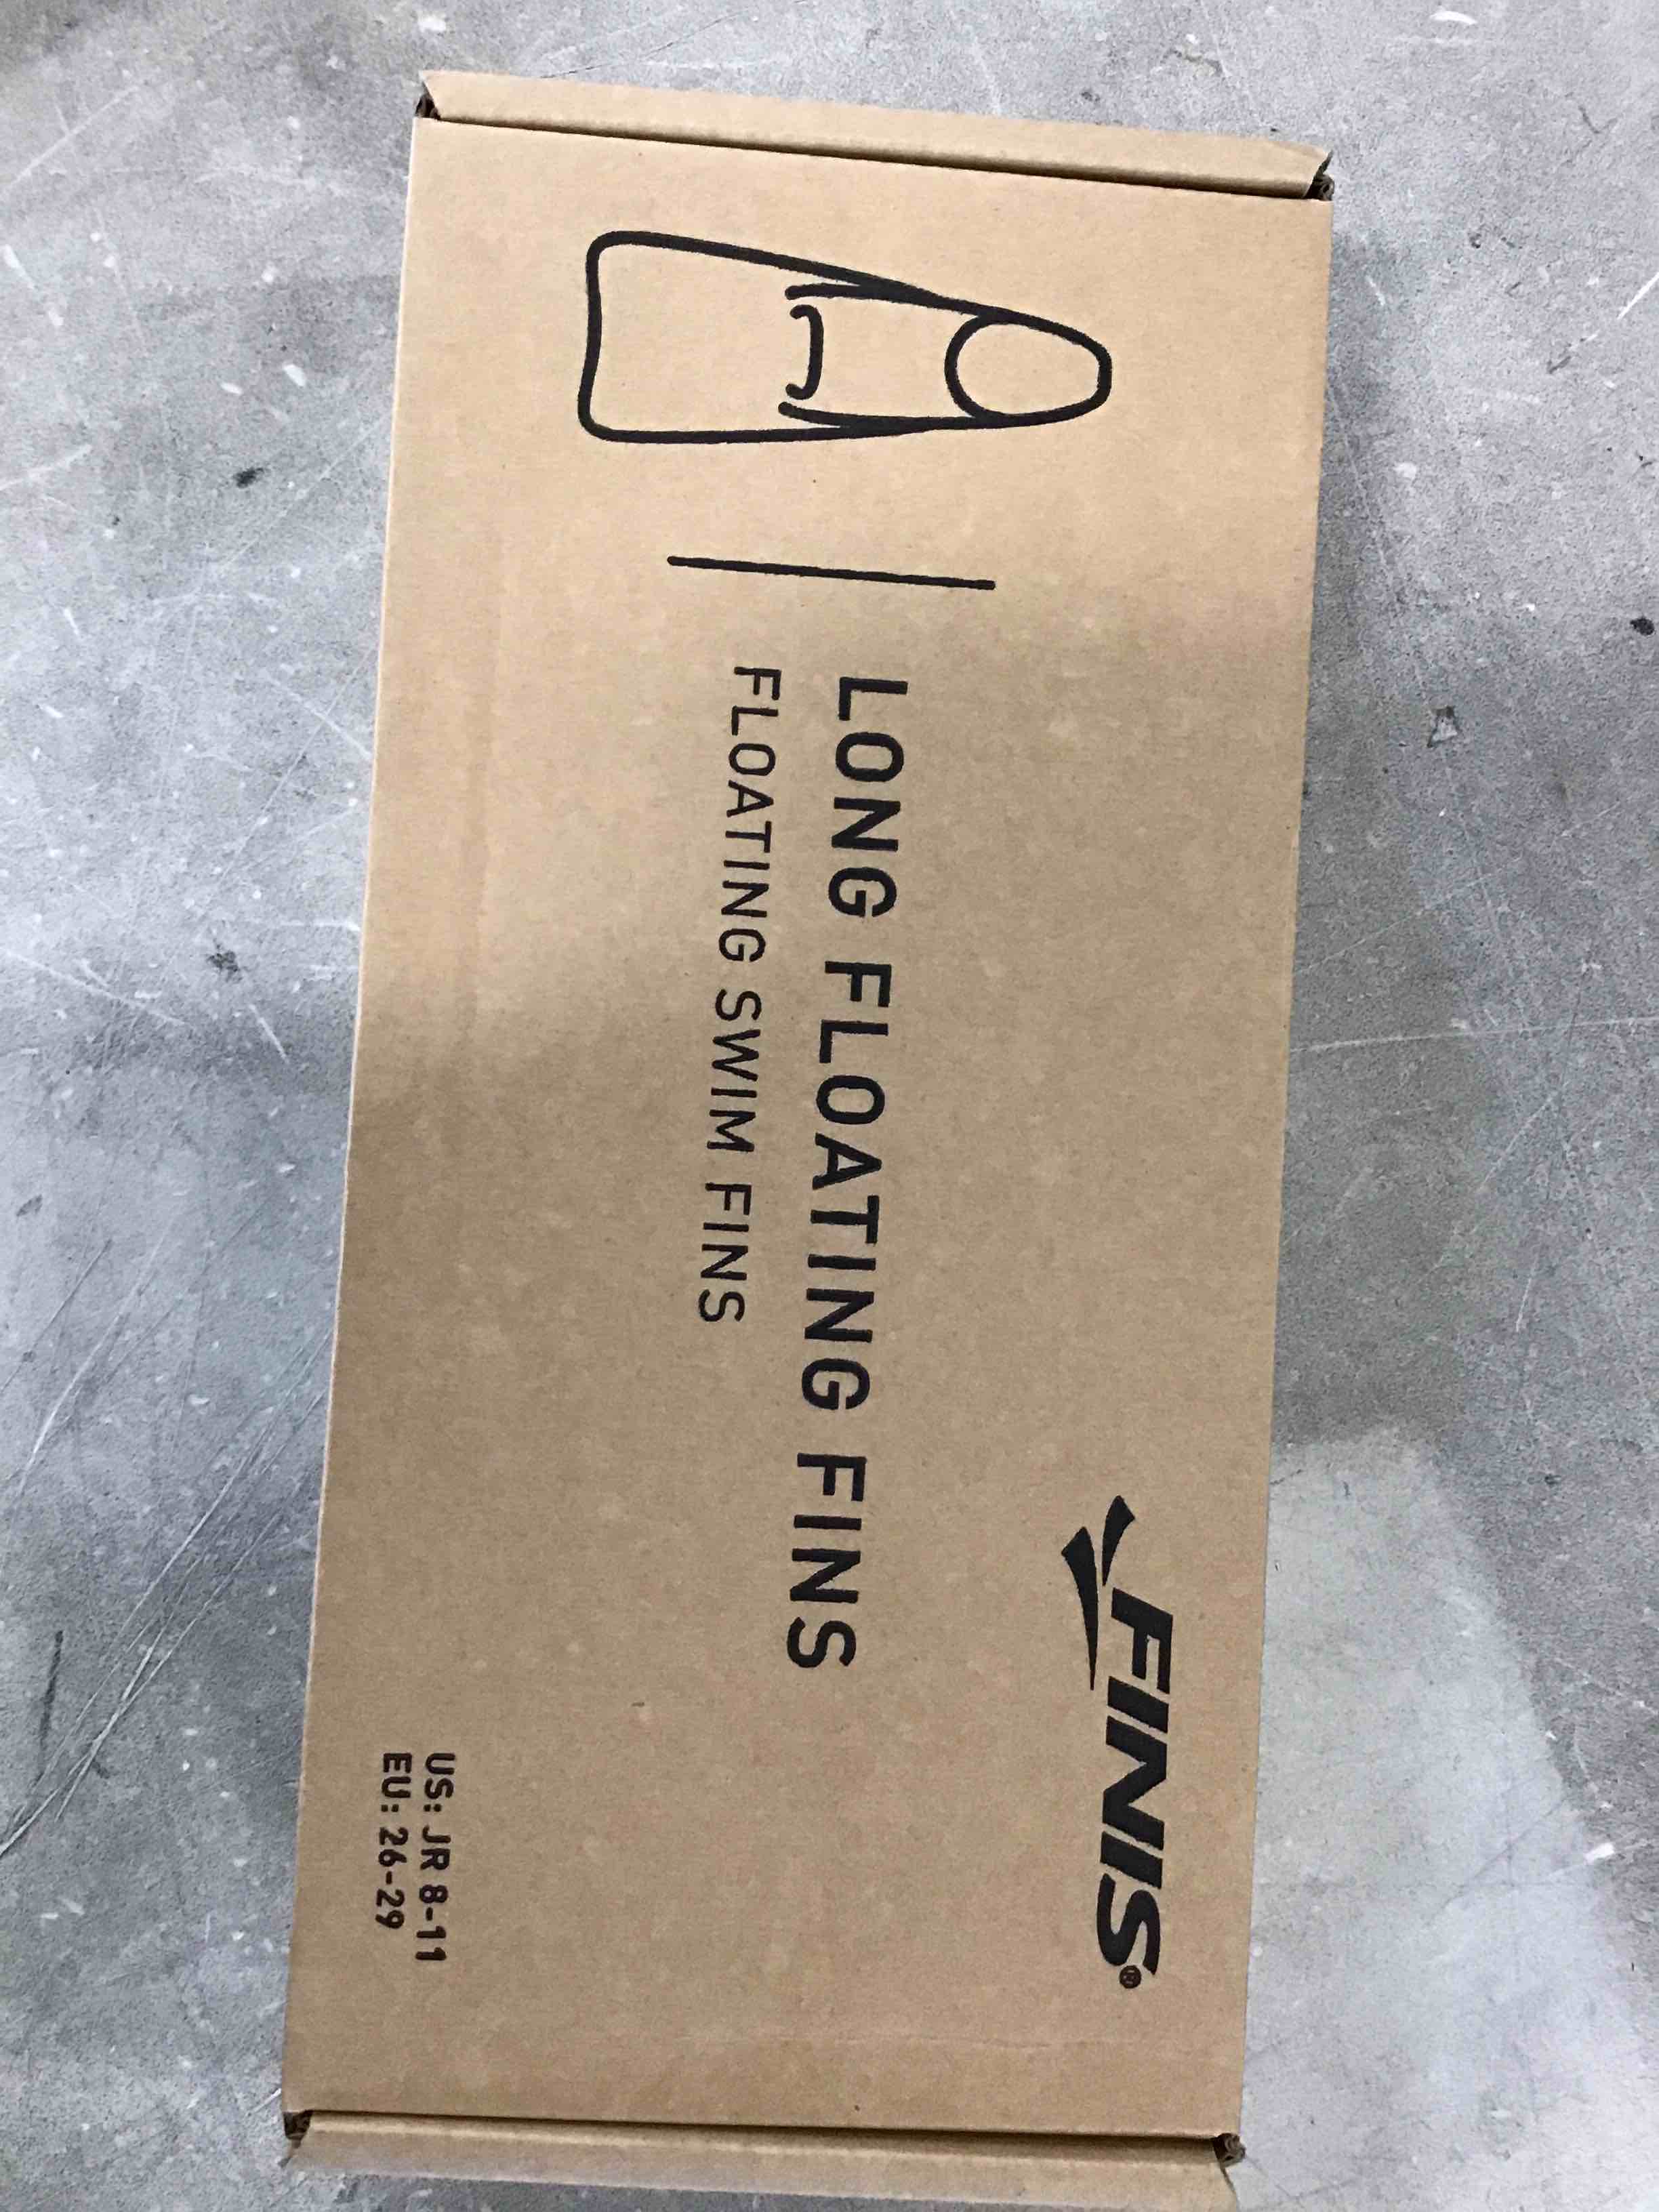 FINIS®
LONG FLOATING FINS
FLOATING SWIM FINS
US: JR 8-11
EU: 26-29